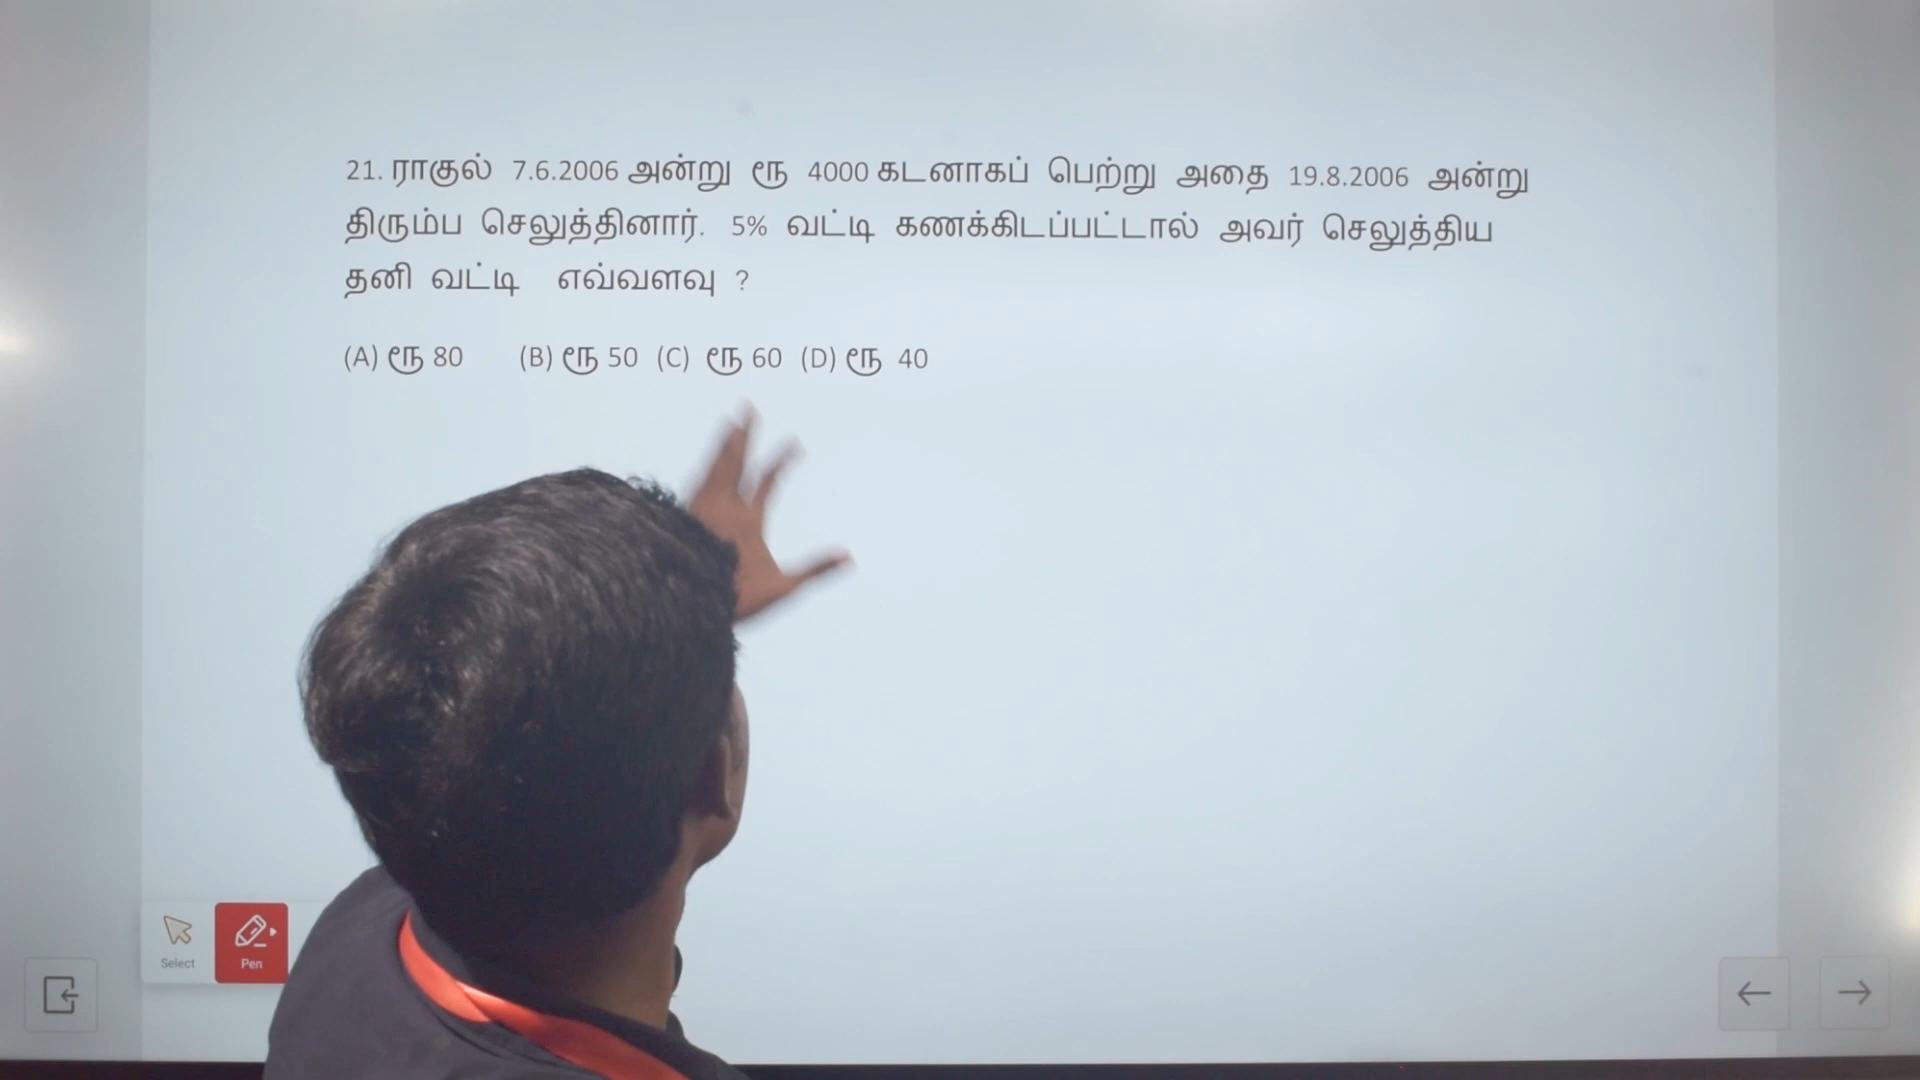 21. ராகுல் 7.6.2006 அன்று ரூ 4000 கடனாகப் பெற்று அதை 19.8.2006 அன்று
திரும்ப செலுத்தினார். 5% வட்டி கணக்கிடப்பட்டால் அவர் செலுத்திய
தனி வட்டி எவ்வளவு ?
(A) ரூ 80 (B) ரூ 50 (C) ரூ 60 (D) ரூ 40
Select
Pen